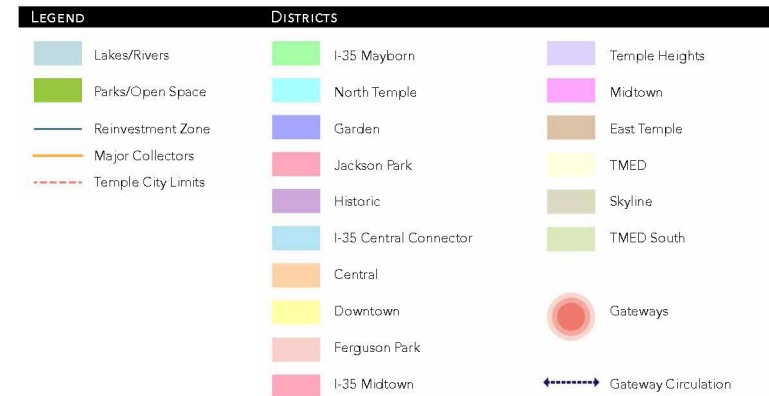 LEGEND
Lakes/Rivers
Parks/Open Space
Reinvestment Zone
Major Collectors
Temple City Limits
DISTRICTS
I-35 Mayborn
North Temple
Garden
Jackson Park
Historic
I-35 Central Connector
Central
Downtown
Ferguson Park
I-35 Midtown
Temple Heights
Midtown
East Temple
TMED
Skyline
TMED South
Gateways
Gateway Circulation